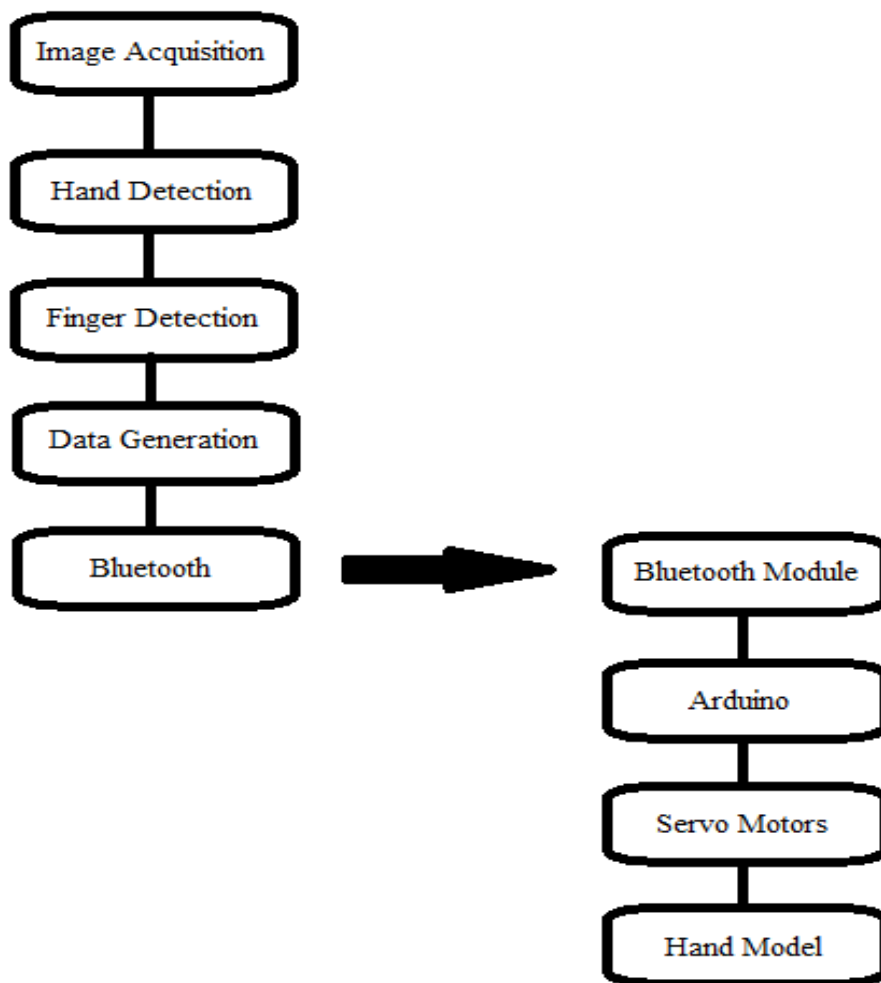 Image Acquisition
Hand Detection
Finger Detection
Data Generation
Bluetooth
Bluetooth Module
Arduino
Servo Motors
Hand Model